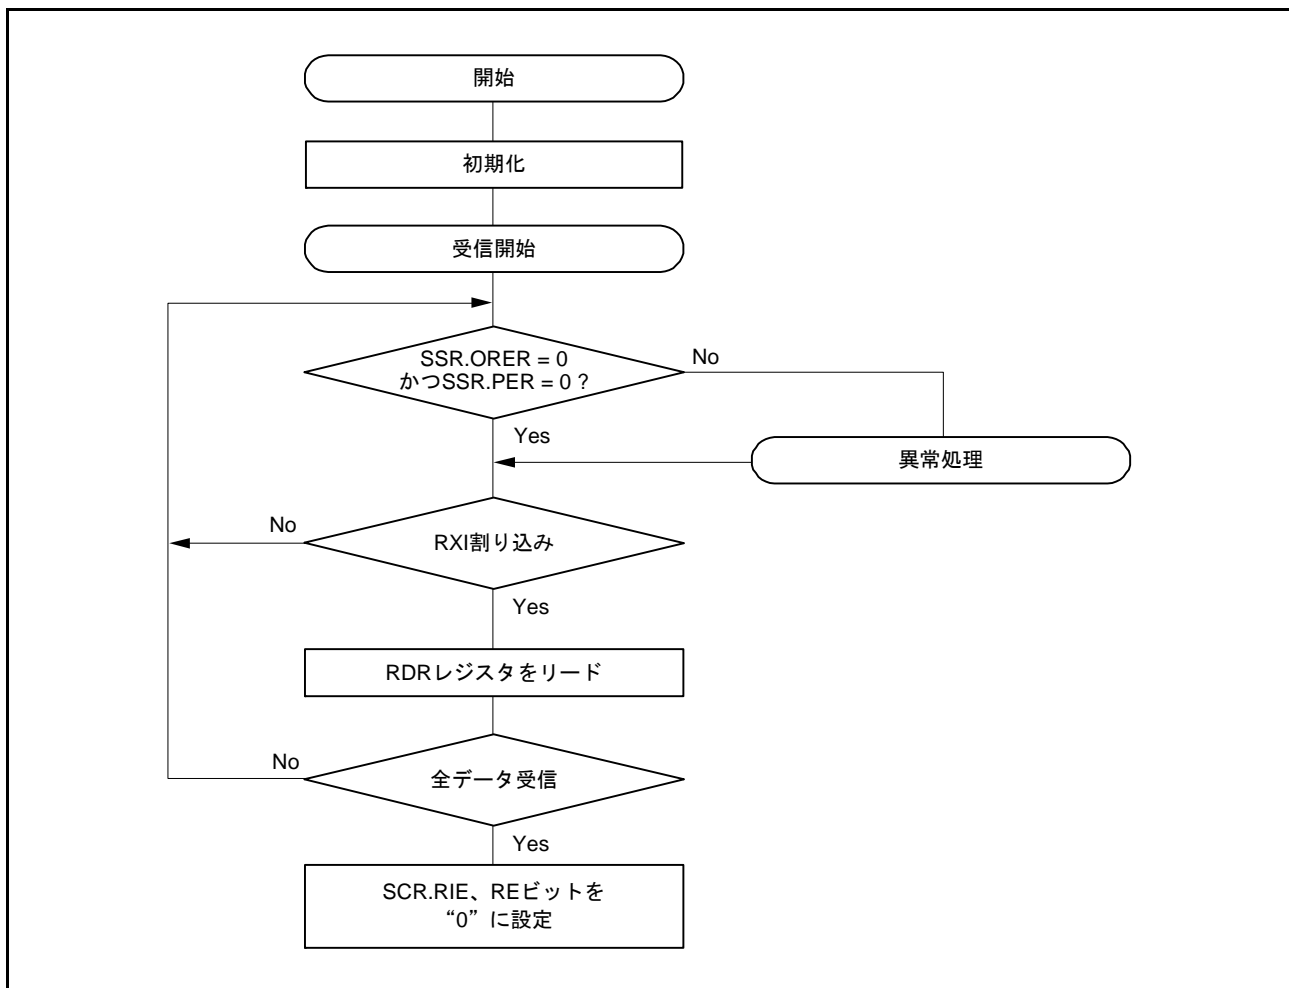 開始
初期化
受信開始
SSR.ORER = 0
かつSSR.PER = 0 ?
No
Yes
異常処理
No
RXI割り込み
Yes
RDRレジスタをリード
No
全データ受信
Yes
SCR.RIE、REビットを
“0”に設定